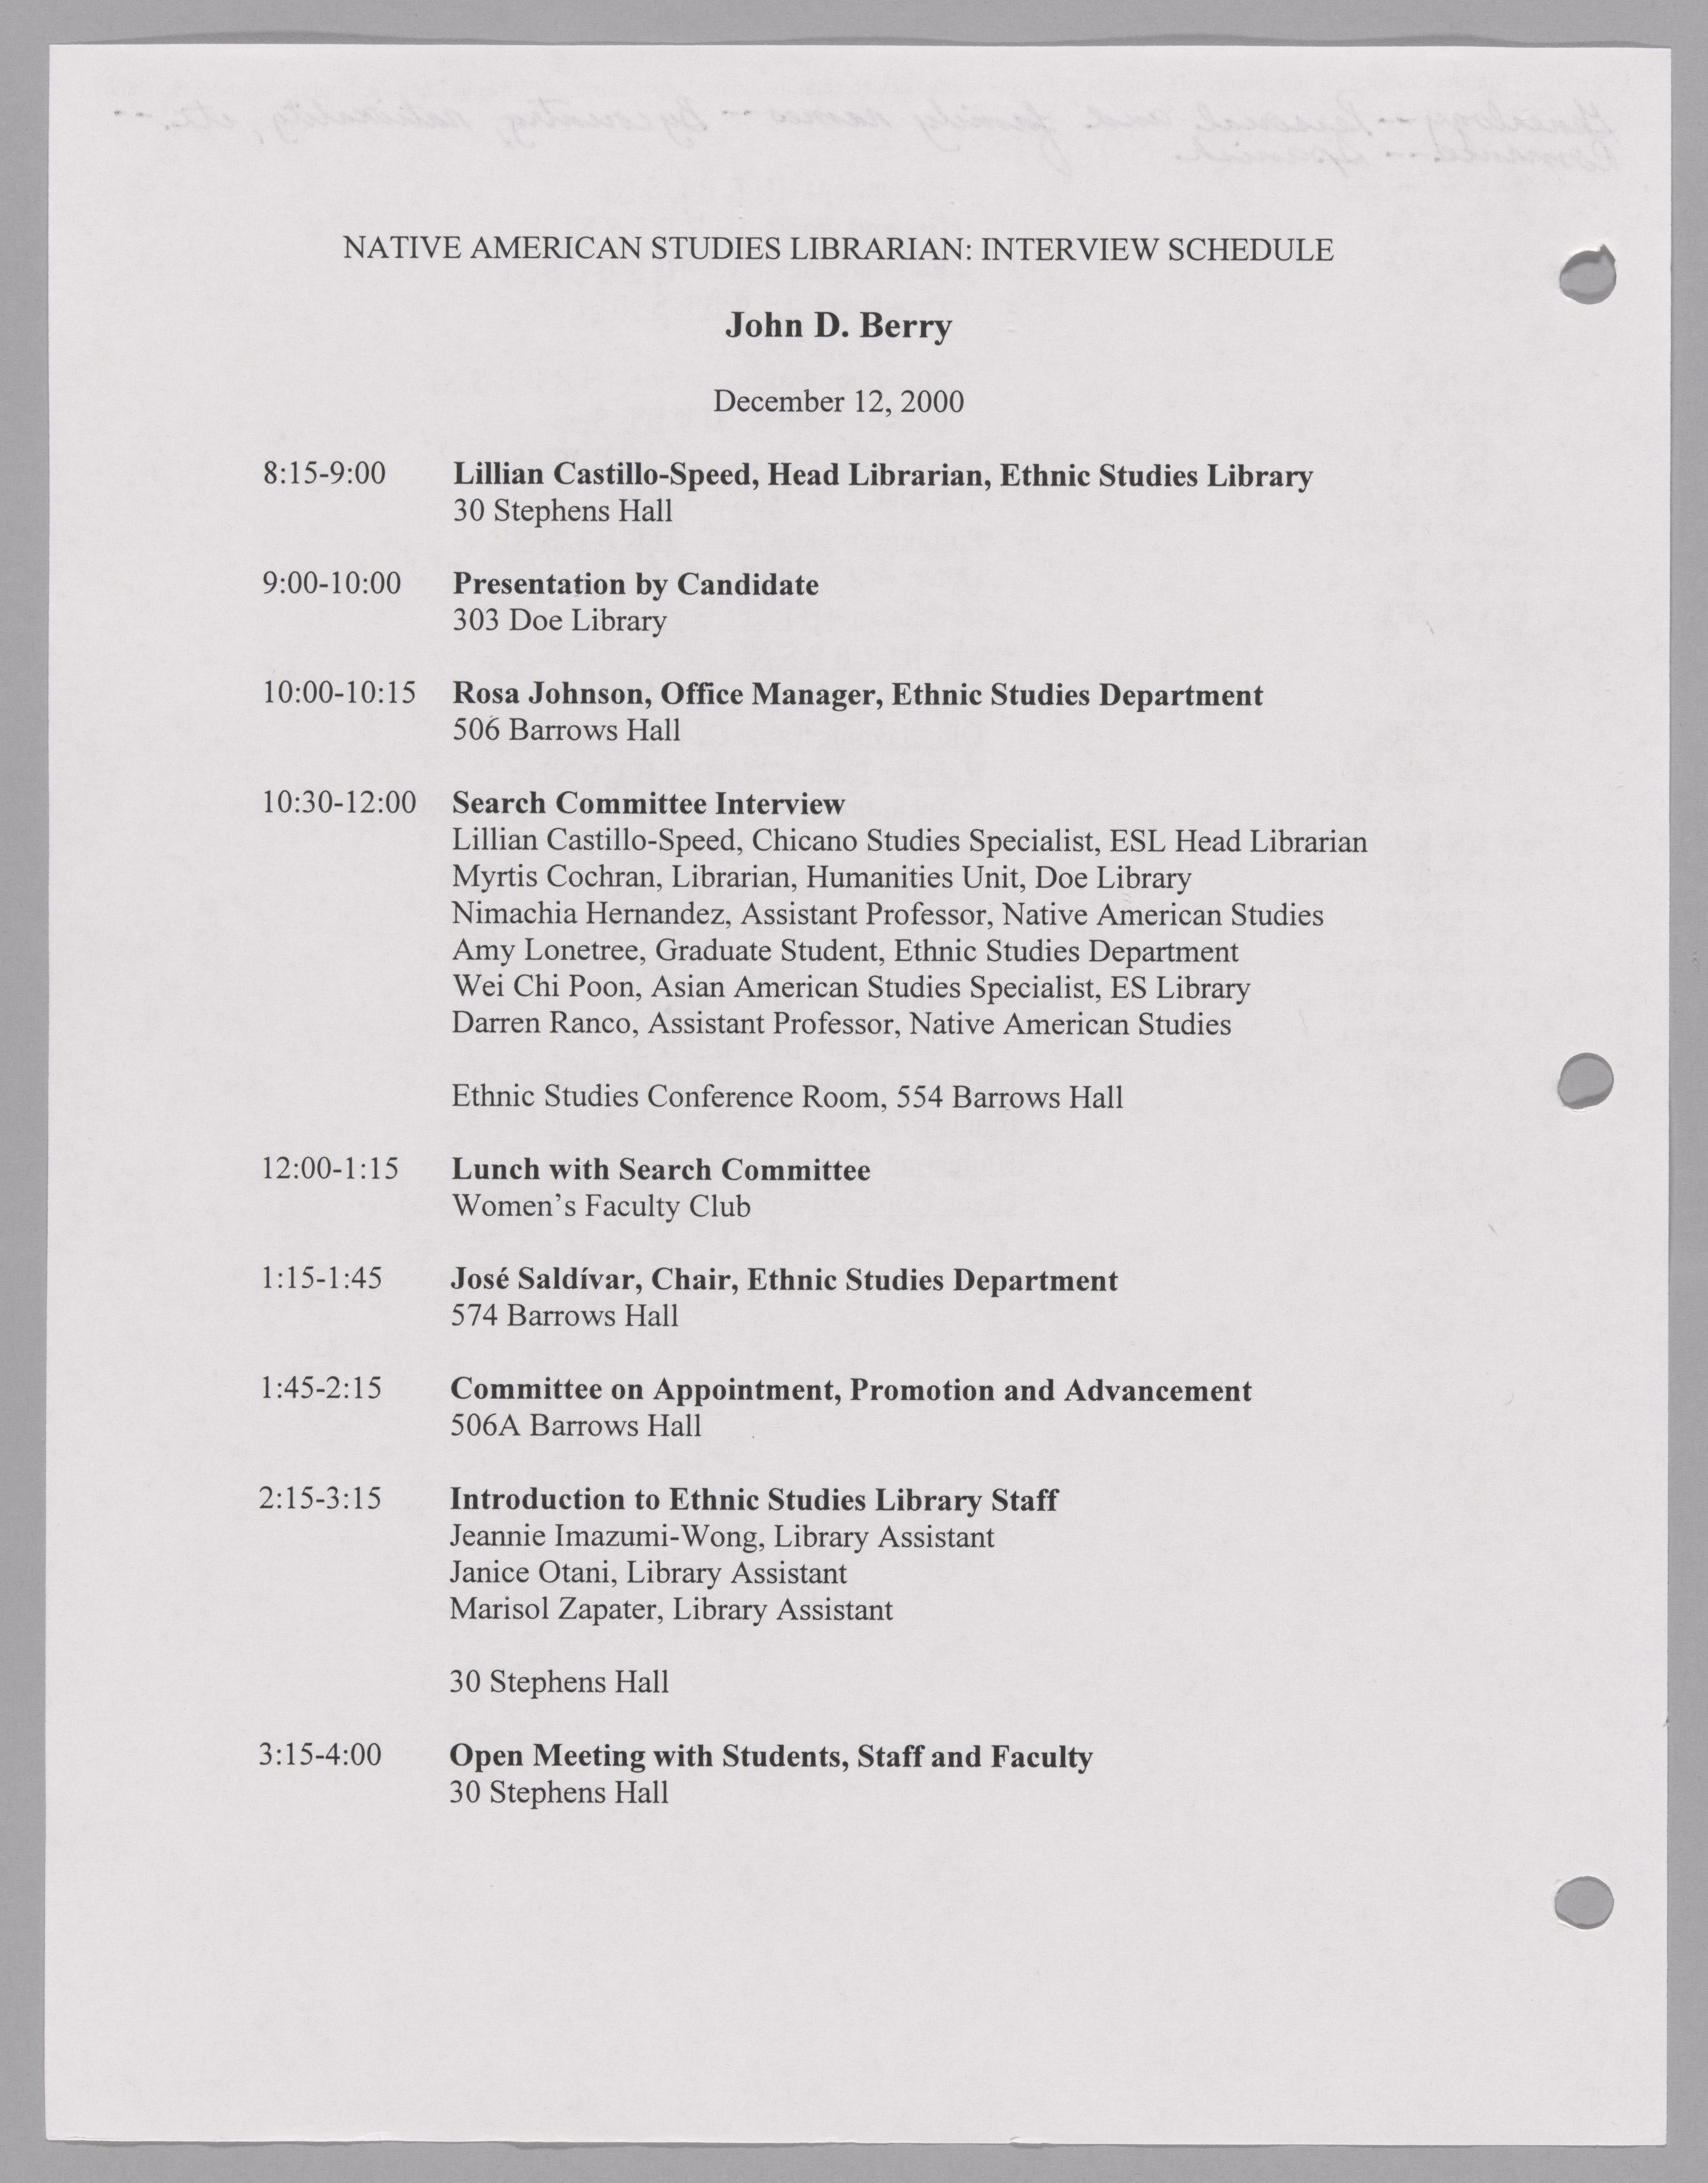 NATIVE AMERICAN STUDIES LIBRARIAN: INTERVIEW SCHEDULE
John D. Berry
December 12, 2000
8:15-9:00 Lillian Castillo-Speed, Head Librarian, Ethnic Studies Library
30 Stephens Hall
9:00-10:00 Presentation by Candidate
303 Doe Library
10:00-10:15 Rosa Johnson, Office Manager, Ethnic Studies Department
506 Barrows Hall
10:30-12:00 Search Committee Interview
Lillian Castillo-Speed, Chicano Studies Specialist, ESL Head Librarian
Myrtis Cochran, Librarian, Humanities Unit, Doe Library
Nimachia Hernandez, Assistant Professor, Native American Studies
Amy Lonetree, Graduate Student, Ethnic Studies Department
Wei Chi Poon, Asian American Studies Specialist, ES Library
Darren Ranco, Assistant Professor, Native American Studies
Ethnic Studies Conference Room, 554 Barrows Hall
12:00-1:15 Lunch with Search Committee
Women's Faculty Club
1:15-1:45 José Saldívar, Chair, Ethnic Studies Department
574 Barrows Hall
1:45-2:15 Committee on Appointment, Promotion and Advancement
506A Barrows Hall
2:15-3:15 Introduction to Ethnic Studies Library Staff
Jeannie Imazumi-Wong, Library Assistant
Janice Otani, Library Assistant
Marisol Zapater, Library Assistant
30 Stephens Hall
3:15-4:00 Open Meeting with Students, Staff and Faculty
30 Stephens Hall